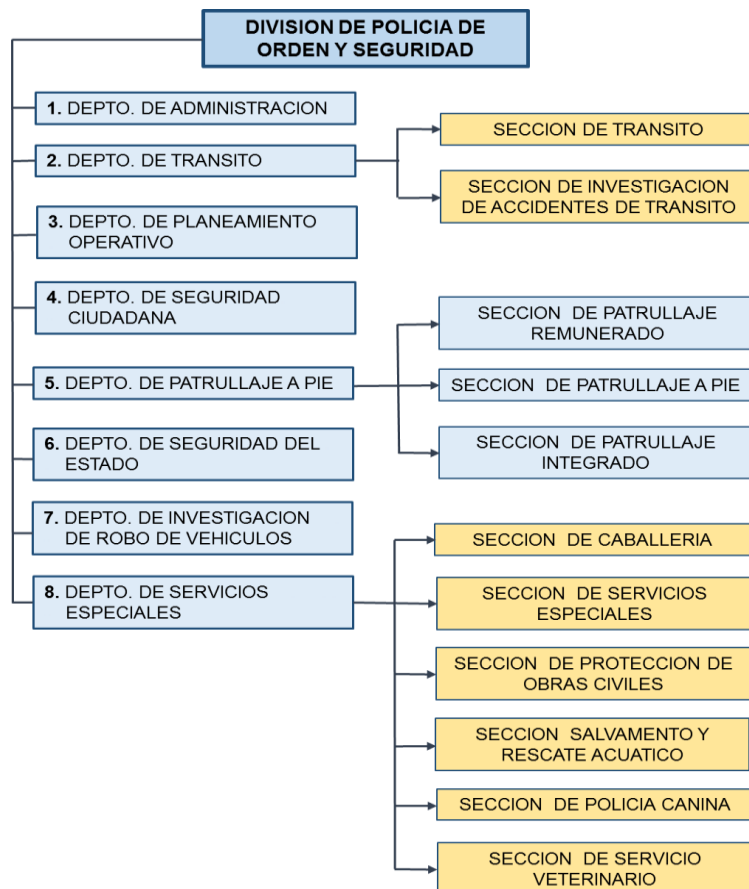 DIVISION DE POLICIA DE
ORDEN Y SEGURIDAD
1. DEPTO. DE ADMINISTRACION
2. DEPTO. DE TRANSITO
SECCION DE TRANSITO
SECCION DE INVESTIGACION
DE ACCIDENTES DE TRANSITO
3. DEPTO. DE PLANEAMIENTO
OPERATIVO
4. DEPTO. DE SEGURIDAD
CIUDADANA
5. DEPTO. DE PATRULLAJE A PIE
SECCION DE PATRULLAJE
REMUNERADO
SECCION DE PATRULLAJE A PIE
SECCION DE PATRULLAJE
INTEGRADO
6. DEPTO. DE SEGURIDAD DEL
ESTADO
7. DEPTO. DE INVESTIGACION
DE ROBO DE VEHICULOS
8. DEPTO. DE SERVICIOS
ESPECIALES
SECCION DE CABALLERIA
SECCION DE SERVICIOS
ESPECIALES
SECCION DE PROTECCION DE
OBRAS CIVILES
SECCION SALVAMENTO Y
RESCATE ACUATICO
SECCION DE POLICIA CANINA
SECCION DE SERVICIO
VETERINARIO